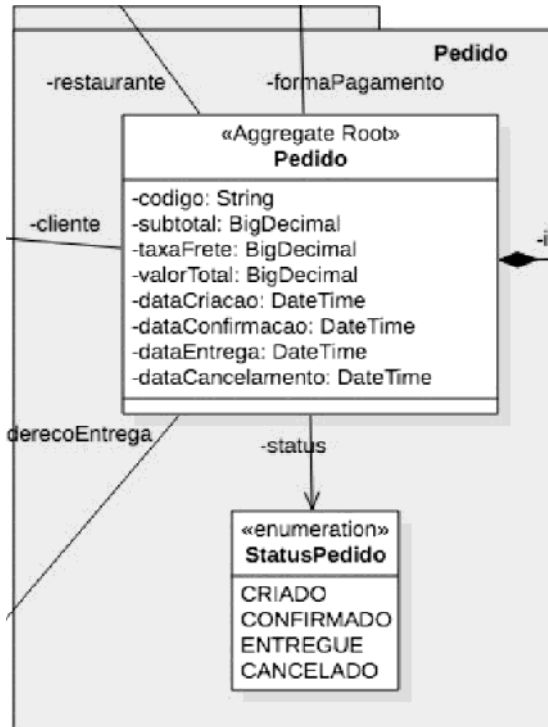 Pedido
-restaurante
-formaPagamento
«Aggregate Root»
Pedido
-codigo: String
-subtotal: BigDecimal
-taxaFrete: BigDecimal
-valorTotal: BigDecimal
-dataCriacao: DateTime
-dataConfirmacao: DateTime
-dataEntrega: DateTime
-dataCancelamento: DateTime
-cliente
-i
derecoEntrega
-status
«enumeration»
StatusPedido
CRIADO
CONFIRMADO
ENTREGUE
CANCELADO